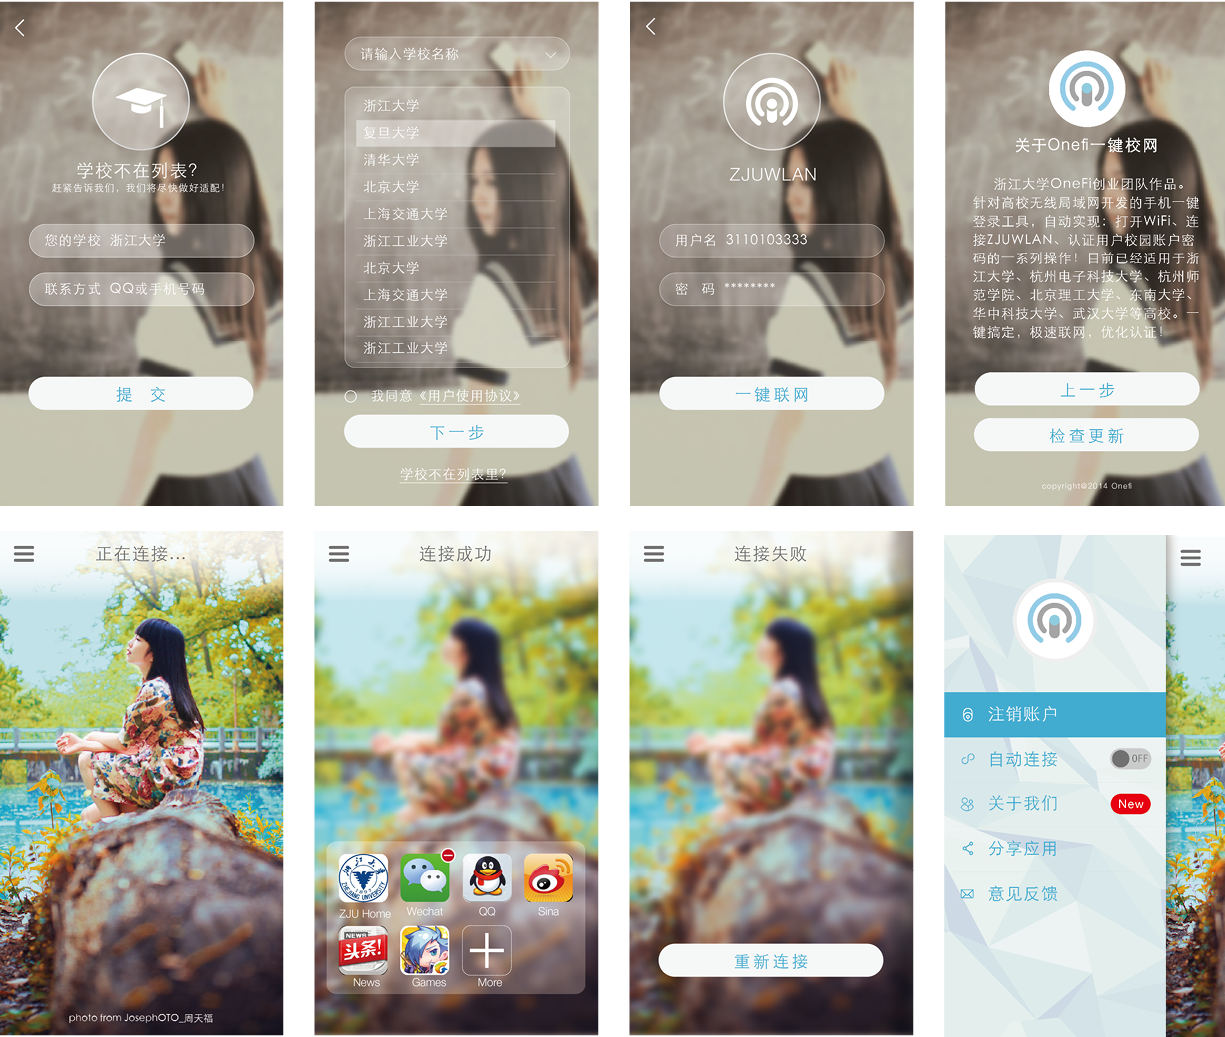 学校不在列表?
赶紧告诉我们，我们将尽快做好适配!
您的学校 浙江大学
联系方式 QQ或手机号码
提 交
请输入学校名称
浙江大学
复旦大学
清华大学
北京大学
上海交通大学
浙江工业大学
北京大学
上海交通大学
浙江工业大学
浙江工业大学
我同意《用户使用协议》
下一步
学校不在列表里?
ZJUWLAN
用户名 3110103333
密 码 ********
一键联网
关于Onefi一键校网
浙江大学OneFi创业团队作品。
针对高校无线局域网开发的手机一键
登录工具，自动实现：打开WiFi、连
接ZJUWLAN、认证用户校园账户密
码的一系列操作！目前已经适用于浙
江大学、杭州电子科技大学、杭州师
范学院、北京理工大学、东南大学、
华中科技大学、武汉大学等高校。一
键搞定，极速联网，优化认证！
上一步
检查更新
copyright@2014 Onefi
正在连接...
photo from JosephOTO_周天福
连接成功
ZHEJIANG UNIVERSITY
ZJU Home
Wechat
QQ
Sina
NEWS
头条!
News
Games
More
连接失败
重新连接
注销账户
自动连接
OFF
关于我们
New
分享应用
意见反馈